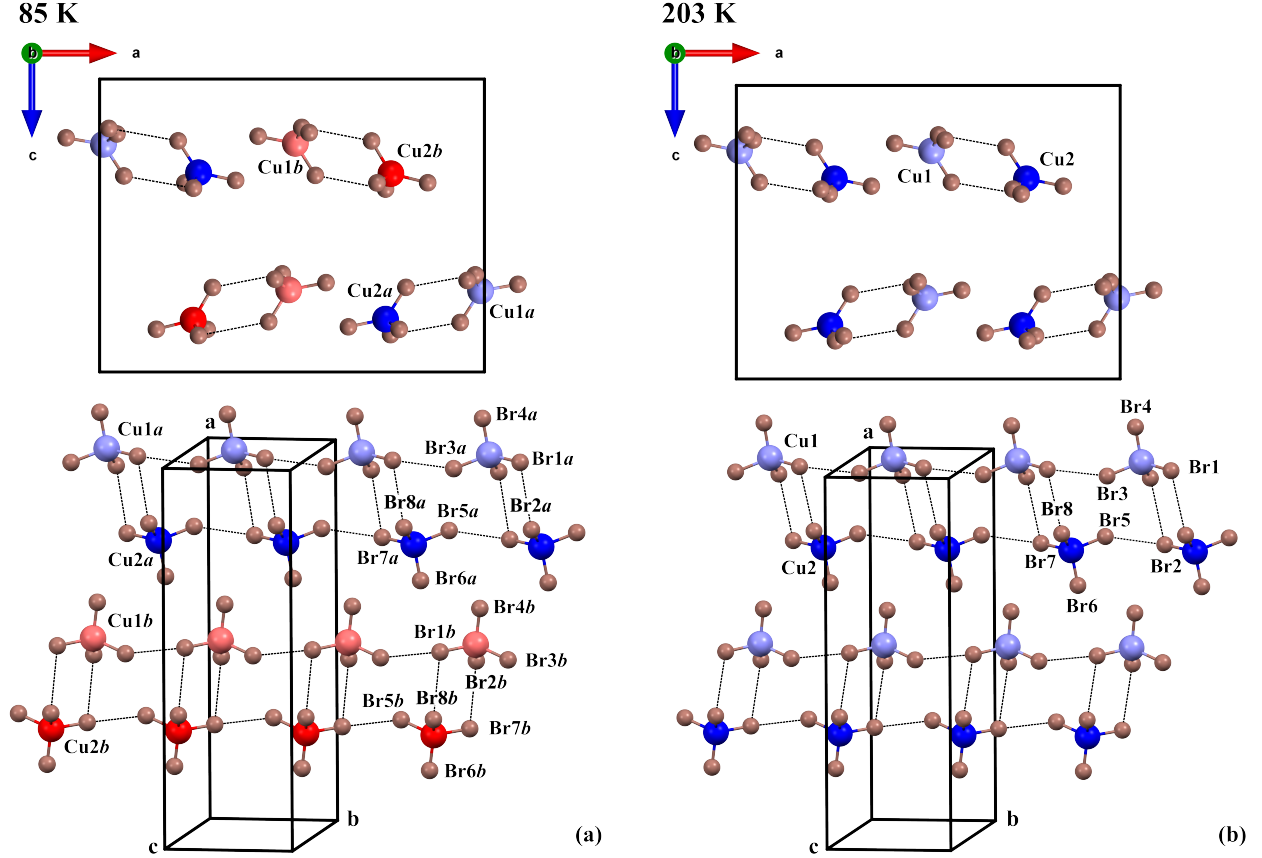 85 K
203 K
b
a
b
a
c
c
Cu1b
Cu2b
Cu1
Cu2
Cu2a
Cu1a
a
Cu1a
Br4a
Br3a
Br1a
Br8a
Br2a
Br5a
Cu2a
Br7a
Br6a
Cu1b
Br4b
Br1b
Br3b
Br2b
Br8b
Br5b
Br7b
Cu2b
Br6b
b
c
(a)
a
Cu1
Br4
Br1
Br3
Br8
Br5
Cu2
Br7
Br2
Br6
b
c
(b)